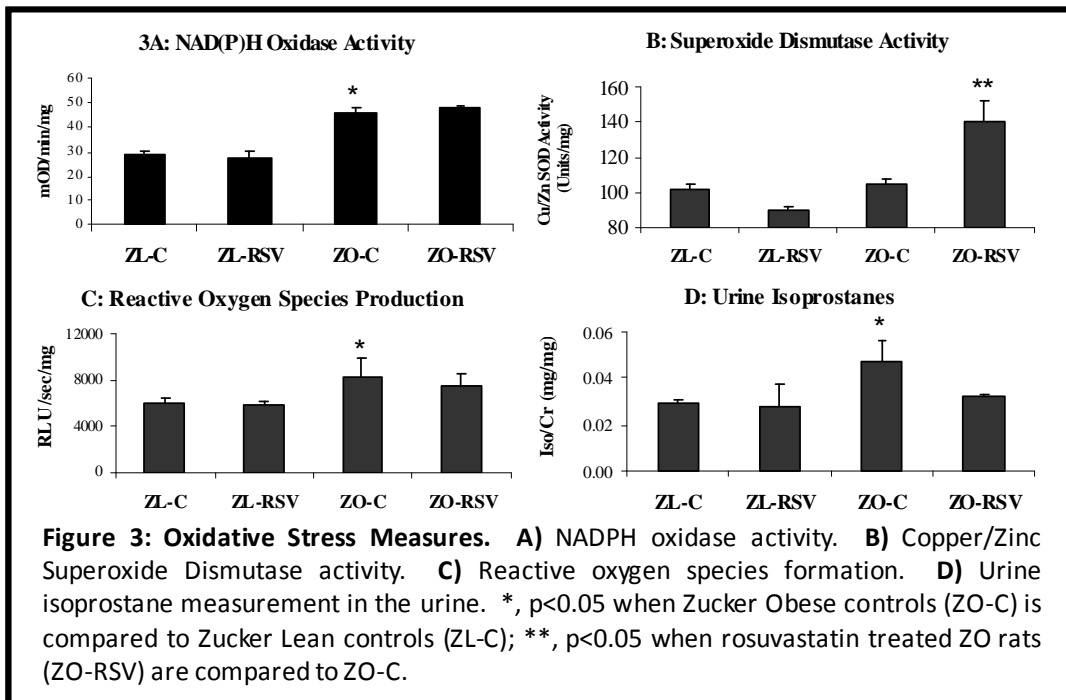 3A: NAD(P)H Oxidase Activity
mOD/min/mg
60
50
40
30
20
10
0
*
ZL-C ZL-RSV ZO-C ZO-RSV
B: Superoxide Dismutase Activity
Cu/Zn SOD Activity
(Units/mg)
160
140
120
100
80
**
ZL-C ZL-RSV ZO-C ZO-RSV
C: Reactive Oxygen Species Production
RLU/sec/mg
12000
8000
4000
0
*
ZL-C ZL-RSV ZO-C ZO-RSV
D: Urine Isoprostanes
Iso/Cr (mg/mg)
0.06
0.04
0.02
0.00
*
ZL-C ZL-RSV ZO-C ZO-RSV
Figure 3: Oxidative Stress Measures. A) NADPH oxidase activity. B) Copper/Zinc
Superoxide Dismutase activity. C) Reactive oxygen species formation. D) Urine
isoprostane measurement in the urine. *, p<0.05 when Zucker Obese controls (ZO-C) is
compared to Zucker Lean controls (ZL-C); **, p<0.05 when rosuvastatin treated ZO rats
(ZO-RSV) are compared to ZO-C.